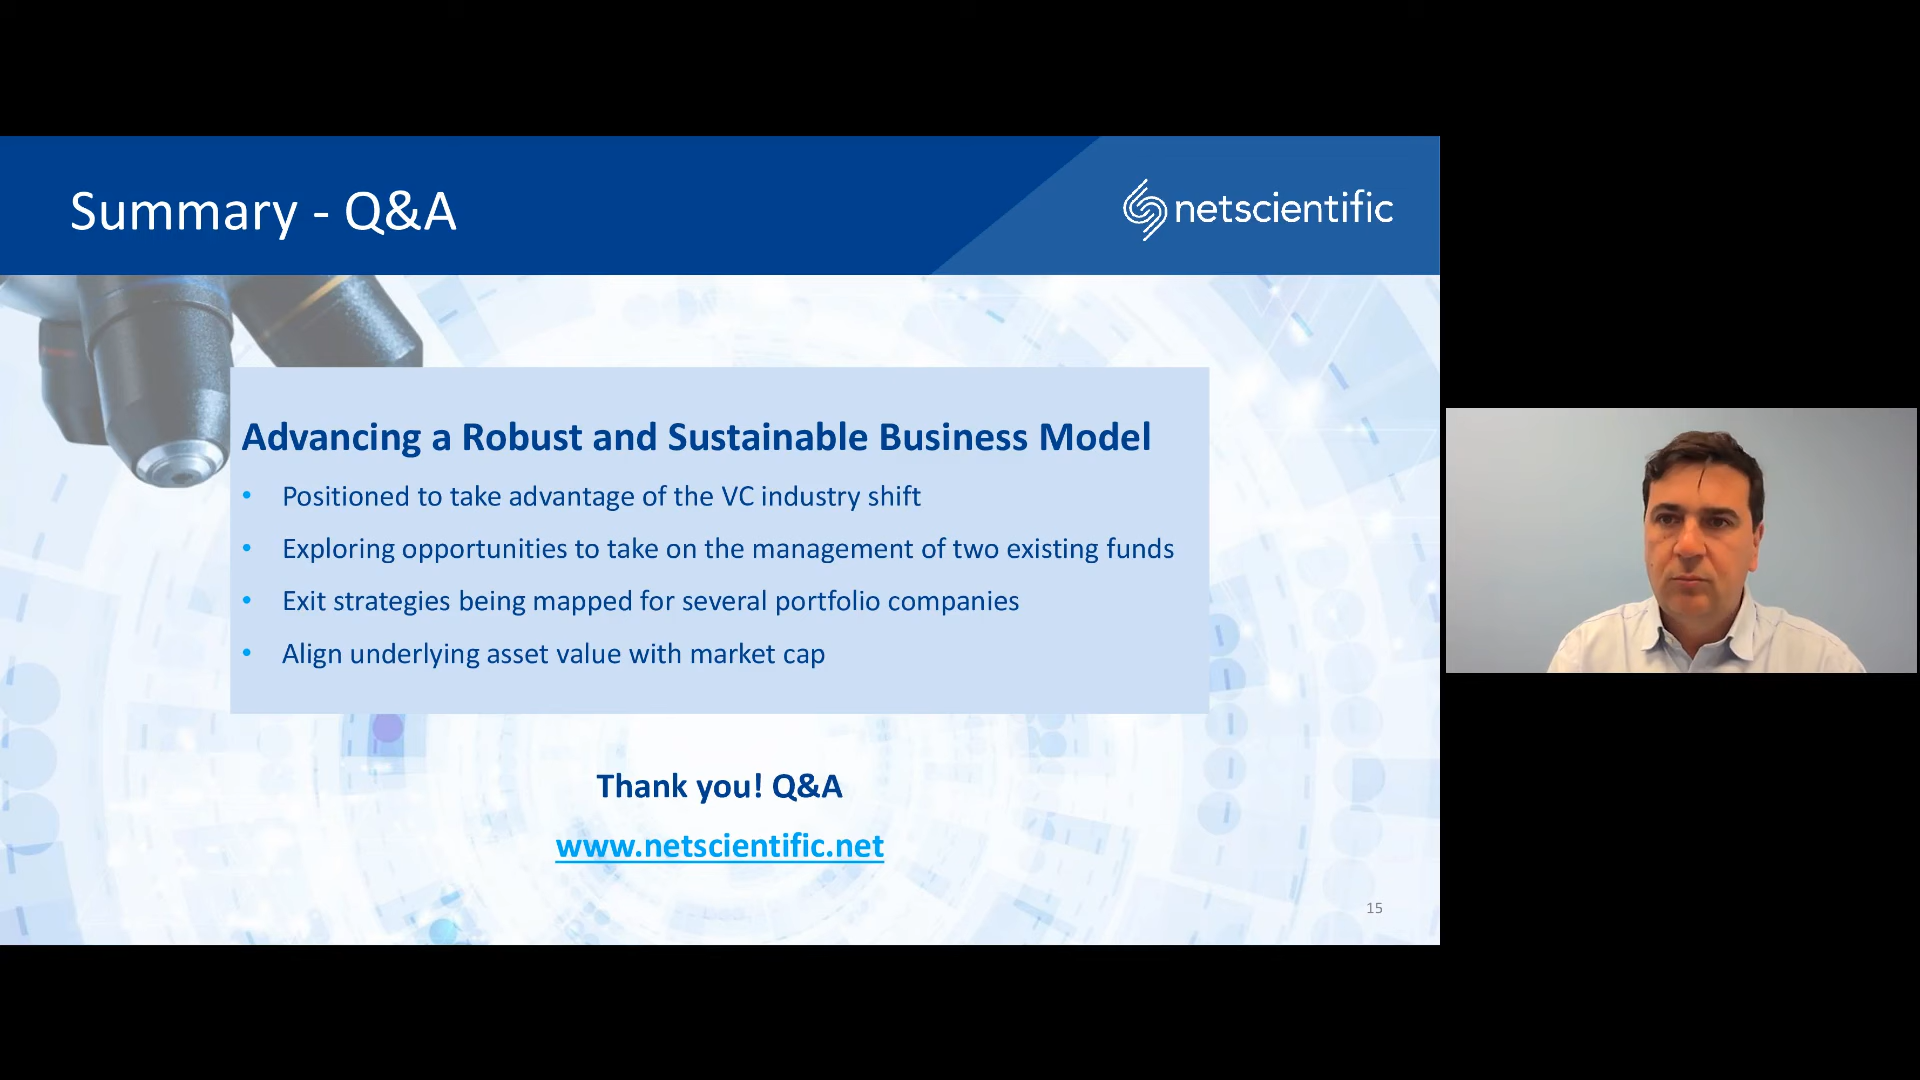 Summary - Q&A
netscientific
Advancing a Robust and Sustainable Business Model
• Positioned to take advantage of the VC industry shift
• Exploring opportunities to take on the management of two existing funds
• Exit strategies being mapped for several portfolio companies
• Align underlying asset value with market cap
Thank you! Q&A
www.netscientific.net
15